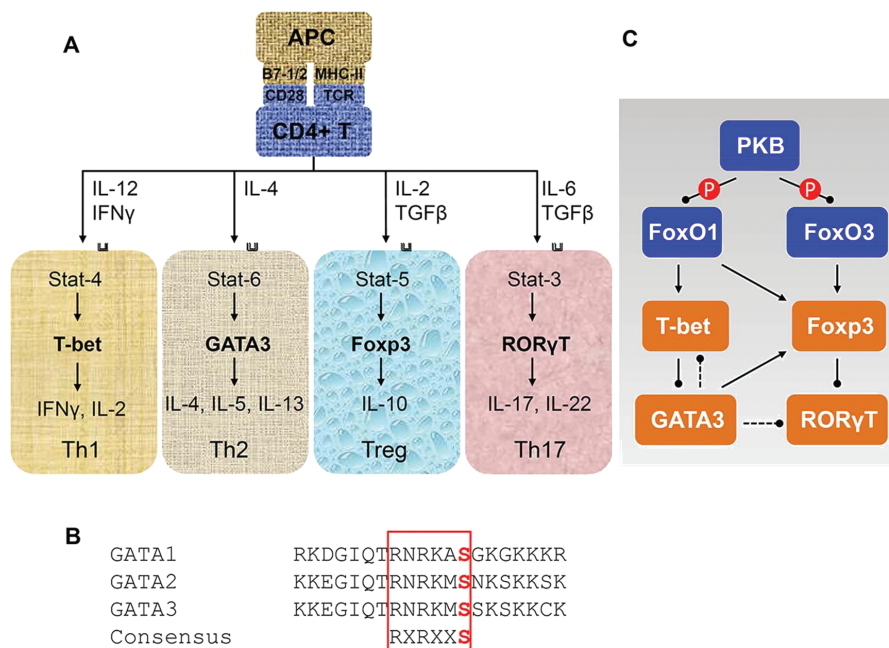 A
APC
B7-1/2 MHC-II
CD28 TCR
CD4+ T
IL-12
IFNγ
IL-4
IL-2
TGFβ
IL-6
TGFβ
Stat-4
T-bet
IFNγ, IL-2
Th1
Stat-6
GATA3
IL-4, IL-5, IL-13
Th2
Stat-5
Foxp3
IL-10
Treg
Stat-3
RORγT
IL-17, IL-22
Th17
C
PKB
P P
FoxO1 FoxO3
T-bet Foxp3
GATA3 RORγT
B
GATA1 RKDGIQTRNRKASGKGKKKR
GATA2 KKEGIQTRNRKMSNKSKKSK
GATA3 KKEGIQTRNRKMSSKSKKCK
Consensus RXRXXS